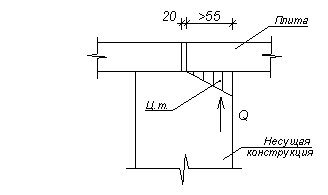 20 >55
Плита
Ц.т.
Q
Несущая
конструкция